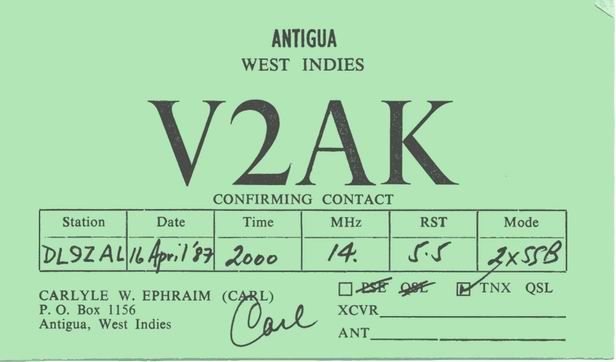 ANTIGUA
WEST INDIES
V2AK
CONFIRMING CONTACT
Station Date Time MHz RST Mode
DL9ZAL 16 April '87 2000 14. 5.5 2xSSB
CARLYLE W. EPHRAIM (CARL) PSE QSL TNX QSL
P. O. Box 1156 Carl XCVR
Antigua, West Indies ANT